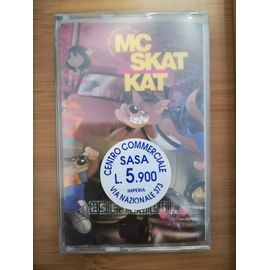 MC
SKAT
KAT
CENTRO COMMERCIALE
SASA
L. 5.900
IMPERIA
VIA NAZIONALE 373